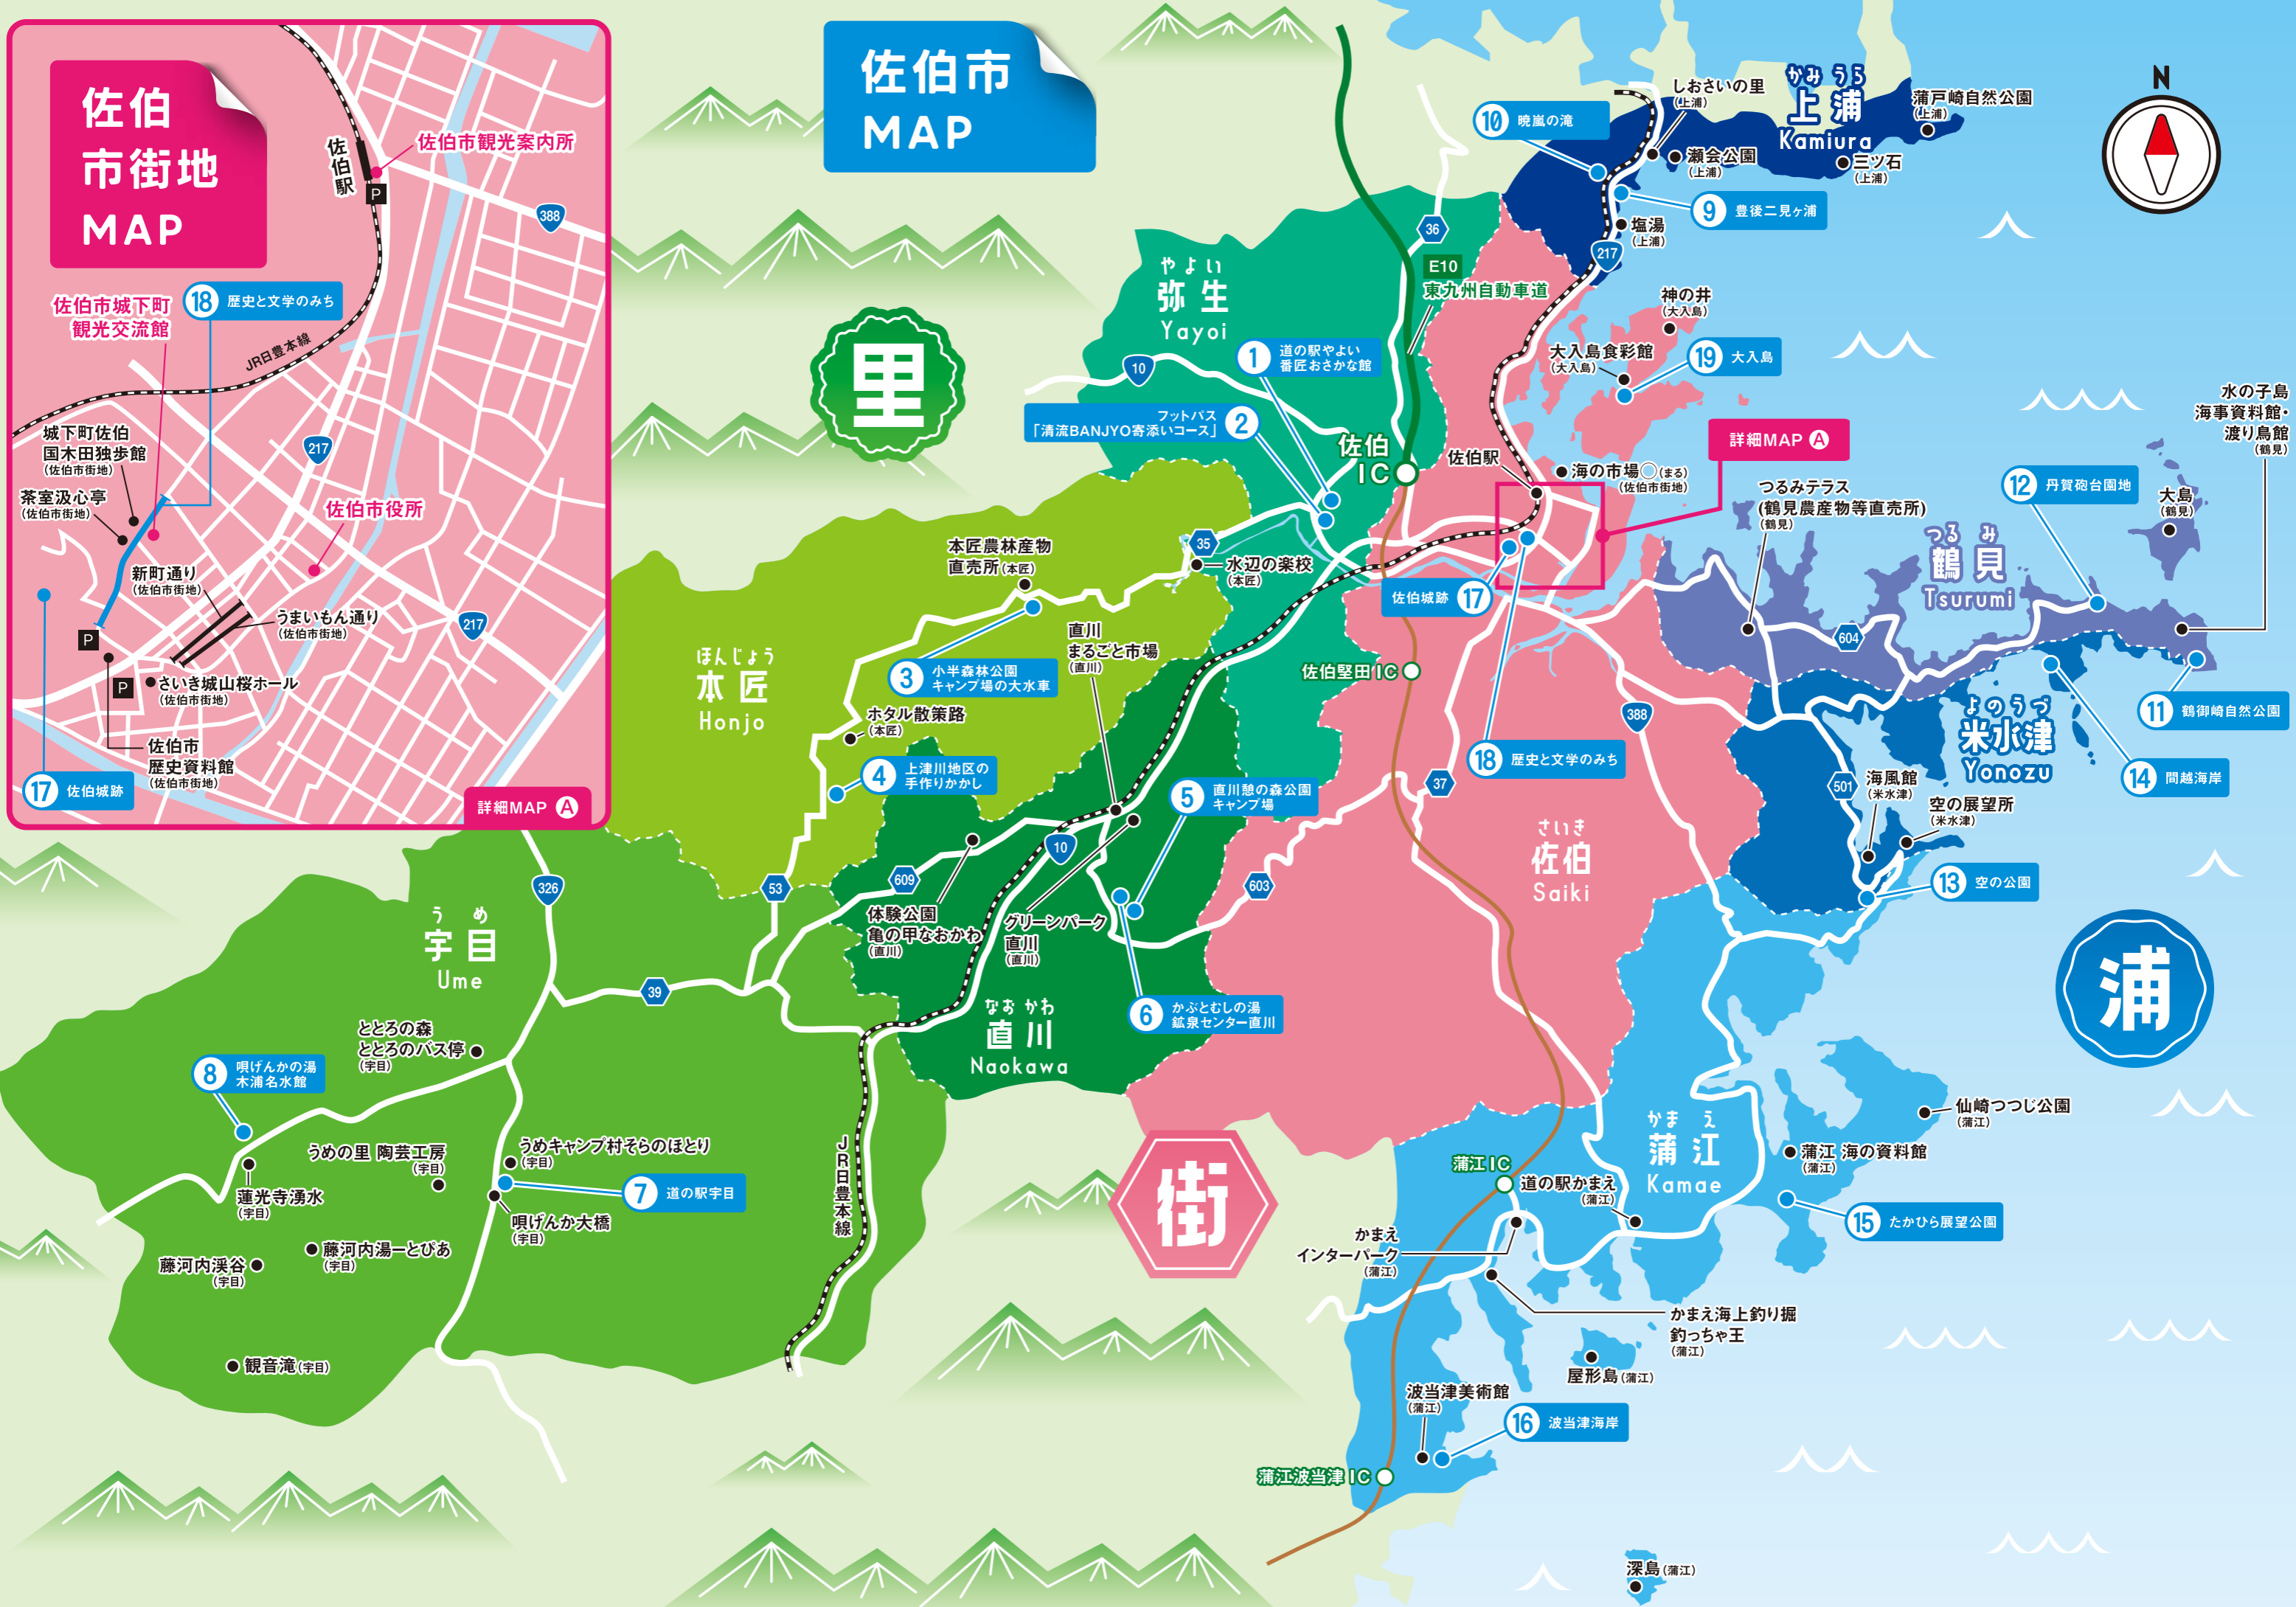 佐伯
市街地
MAP
佐伯駅
P
佐伯市観光案内所
388
佐伯市城下町
観光交流館
18 歴史と文学のみち
JR日豊本線
217
城下町佐伯
国木田独歩館
(佐伯市街地)
茶室汲心亭
(佐伯市街地)
佐伯市役所
新町通り
(佐伯市街地)
うまいもん通り
(佐伯市街地)
217
P
P
さいき城山桜ホール
(佐伯市街地)
佐伯市
歴史資料館
(佐伯市街地)
17 佐伯城跡
詳細MAP A
佐伯市
MAP
N
里
街
浦
かみ うら
上浦
Kamiura
しおさいの里
(上浦)
蒲戸崎自然公園
(上浦)
10 暁嵐の滝
瀬会公園
(上浦)
三ツ石
(上浦)
9 豊後二見ヶ浦
塩湯
(上浦)
217
36
E10
東九州自動車道
やよい
弥生
Yayoi
10
1 道の駅やよい
番匠おさかな館
フットパス
「清流BANJYO寄添いコース」 2
佐伯
IC
神の井
(大入島)
大入島食彩館
(大入島)
19 大入島
詳細MAP A
佐伯駅
海の市場○(まる)
(佐伯市街地)
つるみテラス
(鶴見農産物等直売所)
(鶴見)
12 丹賀砲台園地
水の子島
海事資料館・
渡り鳥館
(鶴見)
大島
(鶴見)
つる み
鶴見
Tsurumi
604
35
水辺の楽校
(本匠)
本匠農林産物
直売所(本匠)
佐伯城跡 17
ほんじょう
本匠
Honjo
3 小半森林公園
キャンプ場の大水車
直川
まるごと市場
(直川)
佐伯堅田IC
388
11 鶴御崎自然公園
よのうづ
米水津
Yonozu
ホタル散策路
(本匠)
4 上津川地区の
手作りかかし
5 直川憩の森公園
キャンプ場
18 歴史と文学のみち
37
501
海風館
(米水津)
空の展望所
(米水津)
14 間越海岸
13 空の公園
さいき
佐伯
Saiki
10
609
53
603
326
体験公園
亀の甲なおかわ
(直川)
グリーンパーク
直川
(直川)
う め
宇目
Ume
39
なお かわ
直川
Naokawa
6 かぶとむしの湯
鉱泉センター直川
ととろの森
ととろのバス停
(宇目)
8 唄げんかの湯
木浦名水館
うめの里 陶芸工房
(宇目)
うめキャンプ村そらのほとり
(宇目)
7 道の駅宇目
蓮光寺湧水
(宇目)
唄げんか大橋
(宇目)
藤河内湯ーとぴあ
(宇目)
藤河内渓谷
(宇目)
観音滝(宇目)
JR日豊本線
かま え
蒲江
Kamae
仙崎つつじ公園
(蒲江)
蒲江 海の資料館
(蒲江)
15 たかひら展望公園
蒲江IC
道の駅かまえ
(蒲江)
かまえ
インターパーク
(蒲江)
かまえ海上釣り掘
釣っちゃ王
(蒲江)
屋形島(蒲江)
波当津美術館
(蒲江)
16 波当津海岸
蒲江波当津IC
深島(蒲江)